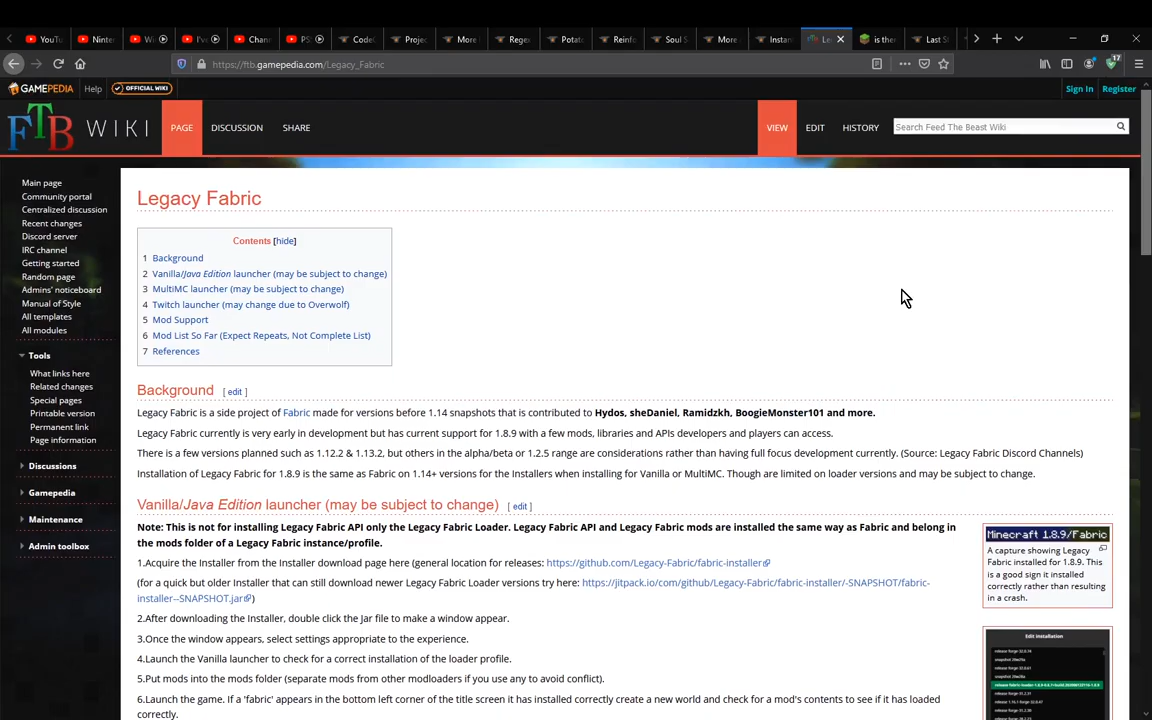 YouTu
Ninter
Wi
I've
Chann
PS5
CodeC
Projec
More
Reger
Potato
Reinfo
Soul S
More
Instan
Le
is ther
Last S
https://ftb.gamepedia.com/Legacy_Fabric
17
GAMEPEDIA
Help
OFFICIAL WIKI
Sign In
Register
FTB WIKI
PAGE
DISCUSSION
SHARE
VIEW
EDIT
HISTORY
Search Feed The Beast Wiki
Main page
Community portal
Centralized discussion
Recent changes
Discord server
IRC channel
Getting started
Random page
Admins' noticeboard
Manual of Style
All templates
All modules
Tools
What links here
Related changes
Special pages
Printable version
Permanent link
Page information
Discussions
Gamepedia
Maintenance
Admin toolbox
Legacy Fabric
Contents [hide]
1 Background
2 Vanilla/Java Edition launcher (may be subject to change)
3 MultiMC launcher (may be subject to change)
4 Twitch launcher (may change due to Overwolf)
5 Mod Support
6 Mod List So Far (Expect Repeats, Not Complete List)
7 References
Background [ edit ]
Legacy Fabric is a side project of Fabric made for versions before 1.14 snapshots that is contributed to Hydos, sheDaniel, Ramidzkh, BoogieMonster101 and more.
Legacy Fabric currently is very early in development but has current support for 1.8.9 with a few mods, libraries and APIs developers and players can access.
There is a few versions planned such as 1.12.2 & 1.13.2, but others in the alpha/beta or 1.2.5 range are considerations rather than having full focus development currently. (Source: Legacy Fabric Discord Channels)
Installation of Legacy Fabric for 1.8.9 is the same as Fabric on 1.14+ versions for the Installers when installing for Vanilla or MultiMC. Though are limited on loader versions and may be subject to change.
Vanilla/Java Edition launcher (may be subject to change) [ edit ]
Note: This is not for installing Legacy Fabric API only the Legacy Fabric Loader. Legacy Fabric API and Legacy Fabric mods are installed the same way as Fabric and belong in
the mods folder of a Legacy Fabric instance/profile.
1.Acquire the Installer from the Installer download page here (general location for releases: https://github.com/Legacy-Fabric/fabric-installer
(for a quick but older Installer that can still download newer Legacy Fabric Loader versions try here: https://jitpack.io/com/github/Legacy-Fabric/fabric-installer/-SNAPSHOT/fabric-
installer--SNAPSHOT.jar)
2.After downloading the Installer, double click the Jar file to make a window appear.
3.Once the window appears, select settings appropriate to the experience.
4.Launch the Vanilla launcher to check for a correct installation of the loader profile.
5.Put mods into the mods folder (separate mods from other modloaders if you use any to avoid conflict).
6.Launch the game. If a 'fabric' appears in the bottom left corner of the title screen it has installed correctly create a new world and check for a mod's contents to see if it has loaded
correctly.
Minecraft 1.8.9/Fabric
A capture showing Legacy
Fabric installed for 1.8.9. This
is a good sign it installed
correctly rather than resulting
in a crash.
Edit Installation